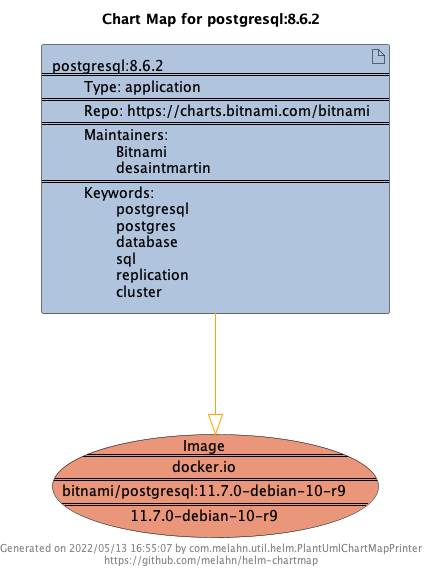 Chart Map for postgresql:8.6.2
postgresql:8.6.2
Type: application
Repo: https://charts.bitnami.com/bitnami
Maintainers:
Bitnami
desaintmartin
Keywords:
postgresql
postgres
database
sql
replication
cluster
Image
docker.io
bitnami/postgresql:11.7.0-debian-10-r9
11.7.0-debian-10-r9
Generated on 2022/05/13 16:55:07 by com.melahn.util.helm.PlantUmlChartMapPrinter
https://github.com/melahn/helm-chartmap